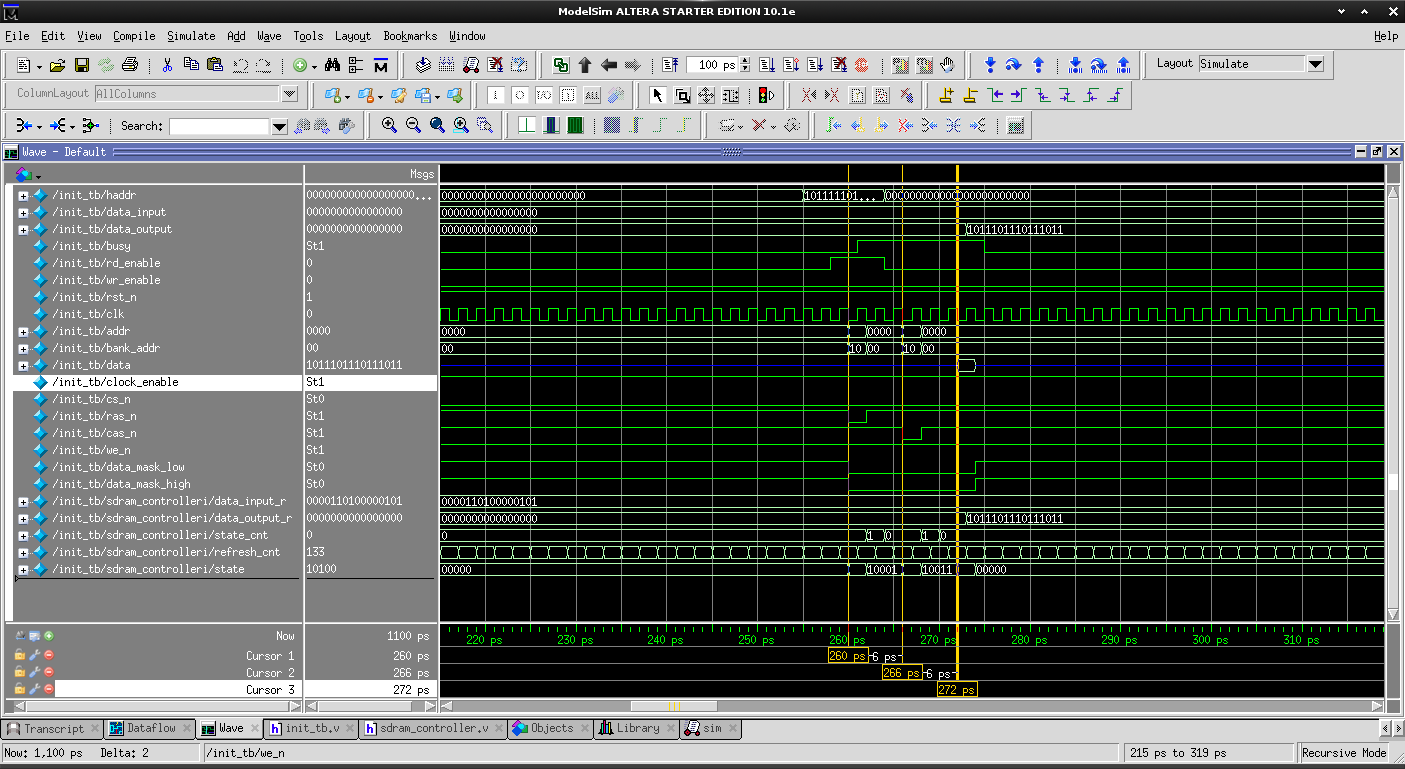 ModelSim ALTERA STARTER EDITION 10.1e
File Edit View Compile Simulate Add Wave Tools Layout Bookmarks Window Help
100 ps Layout Simulate
ColumnLayout AllColumns
Search:
Wave - Default
Msgs
/init_tb/haddr 000000000000000000... 000000000000000000000000 101111101... 000000000000000000000000
/init_tb/data_input 0000000000000000 0000000000000000
/init_tb/data_output 0000000000000000 0000000000000000 1011101110111011
/init_tb/busy St1
/init_tb/rd_enable 0
/init_tb/wr_enable 0
/init_tb/rst_n 1
/init_tb/clk 0
/init_tb/addr 0000 0000 0000 0000
/init_tb/bank_addr 00 00 10 00 10 00
/init_tb/data 1011101110111011
/init_tb/clock_enable St1
/init_tb/cs_n St0
/init_tb/ras_n St1
/init_tb/cas_n St1
/init_tb/we_n St1
/init_tb/data_mask_low St0
/init_tb/data_mask_high St0
/init_tb/sdram_controlleri/data_input_r 0000110100000101 0000110100000101
/init_tb/sdram_controlleri/data_output_r 0000000000000000 0000000000000000 1011101110111011
/init_tb/sdram_controlleri/state_cnt 0 0 1 0 1 0
/init_tb/sdram_controlleri/refresh_cnt 133
/init_tb/sdram_controlleri/state 10100 00000 10001 10011 00000
Now 1100 ps 220 ps 230 ps 240 ps 250 ps 260 ps 270 ps 280 ps 290 ps 300 ps 310 ps
Cursor 1 260 ps 260 ps 6 ps
Cursor 2 266 ps 266 ps 6 ps
Cursor 3 272 ps 272 ps
Transcript Dataflow Wave init_tb.v sdram_controller.v Objects Library sim
Now: 1,100 ps Delta: 2 /init_tb/we_n 215 ps to 319 ps Recursive Mode